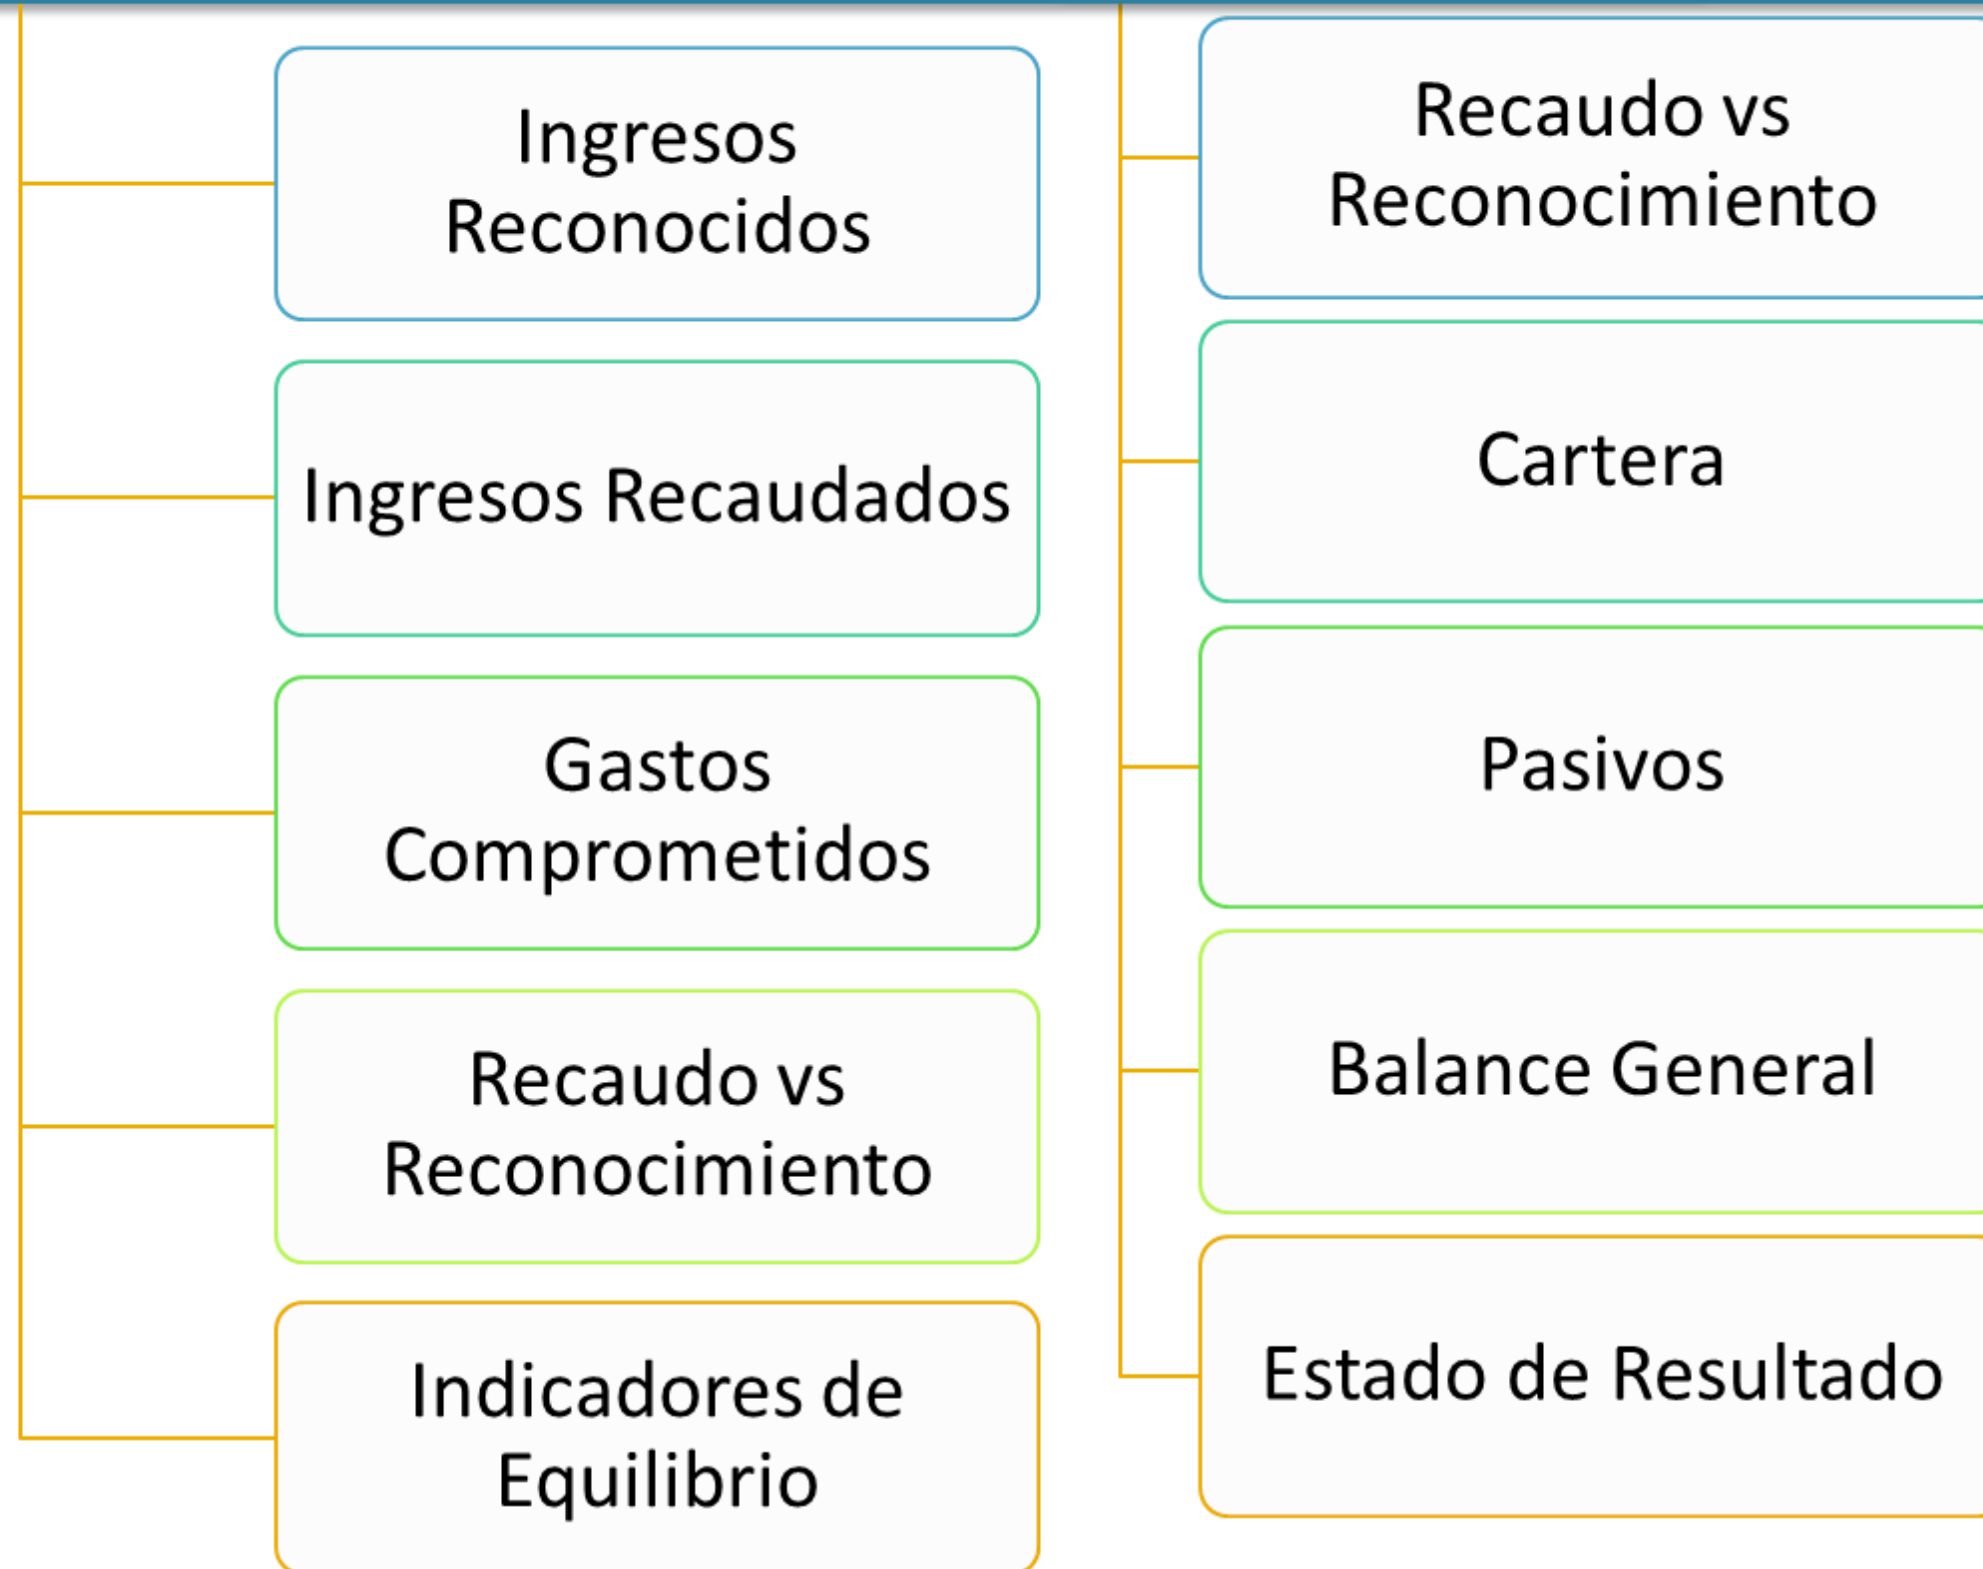 Ingresos
Reconocidos
Ingresos Recaudados
Gastos
Comprometidos
Recaudo vs
Reconocimiento
Indicadores de
Equilibrio
Recaudo vs
Reconocimiento
Cartera
Pasivos
Balance General
Estado de Resultado